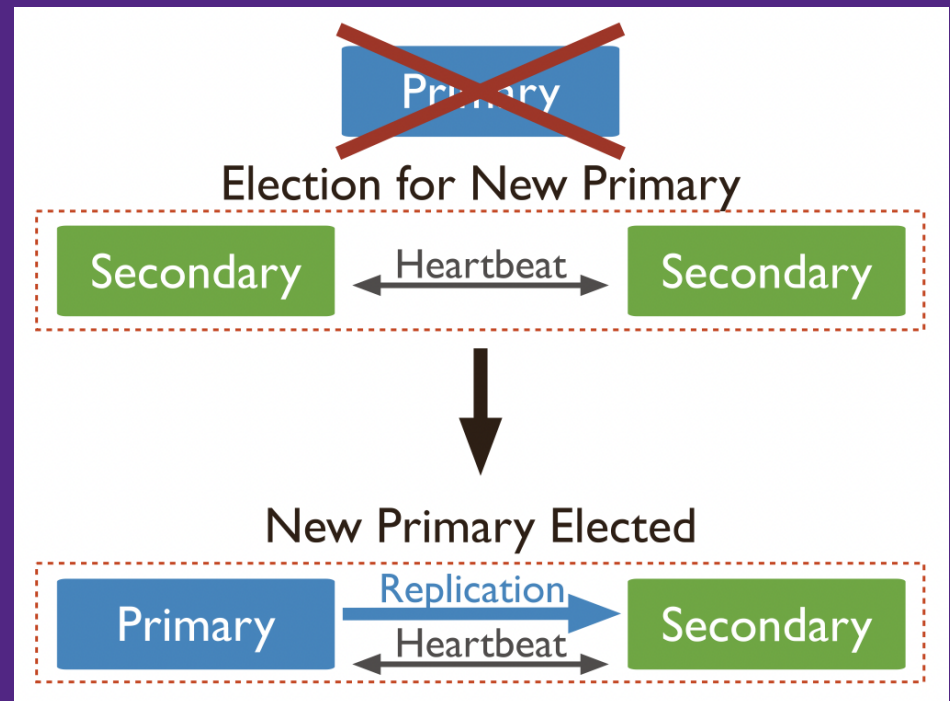 Primary
Election for New Primary
Secondary
Heartbeat
Secondary
New Primary Elected
Primary
Replication
Heartbeat
Secondary